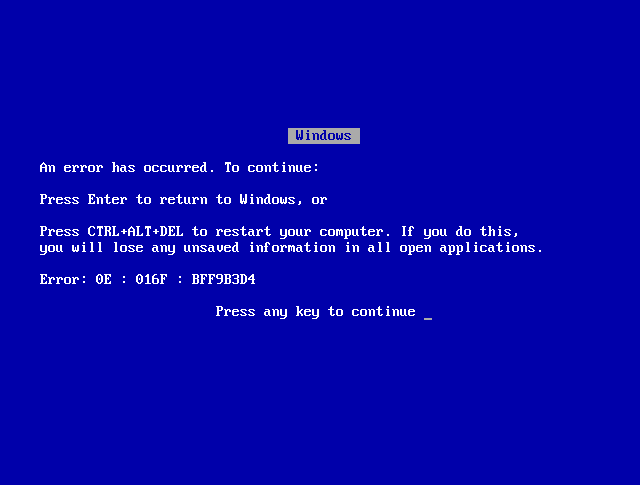 Windows
An error has occurred. To continue:
Press Enter to return to Windows, or
Press CTRL+ALT+DEL to restart your computer. If you do this,
you will lose any unsaved information in all open applications.
Error: 0E : 016F : BFF9B3D4
Press any key to continue _